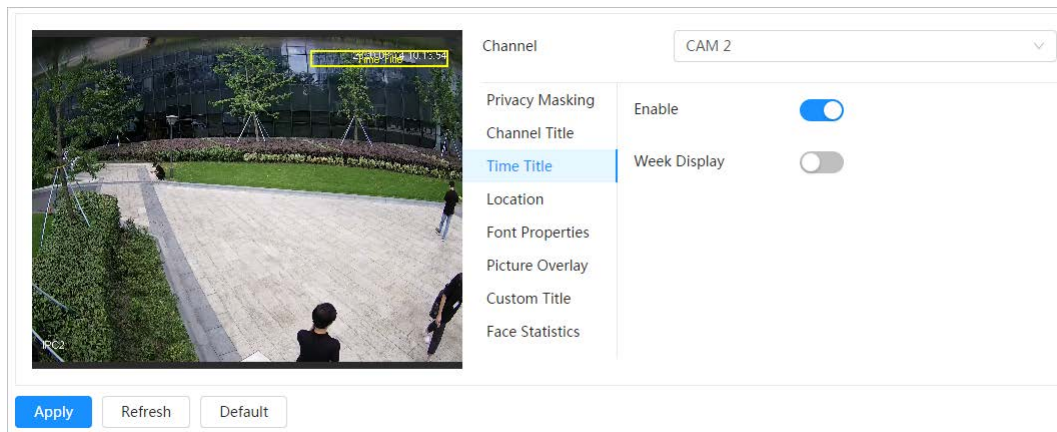 Channel
CAM 2
Time Title
Privacy Masking
Channel Title
Time Title
Location
Font Properties
Picture Overlay
Custom Title
Face Statistics
Enable
Week Display
IPC2
Apply
Refresh
Default